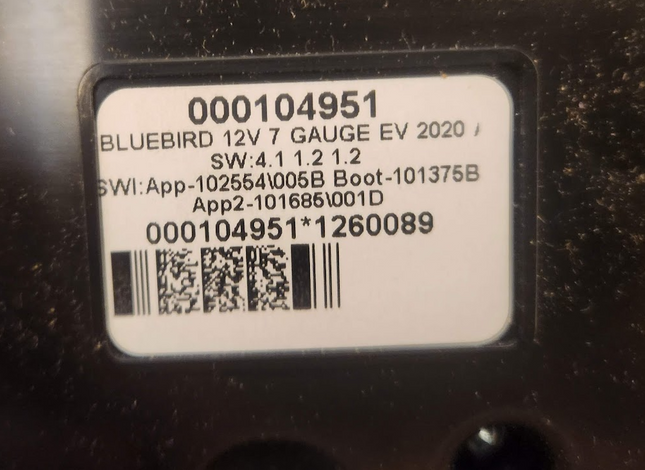 000104951
BLUEBIRD 12V 7 GAUGE EV 2020 /
SW:4.1 1.2 1.2
SWI:App-102554\005B Boot-101375B
App2-101685\001D
000104951*1260089